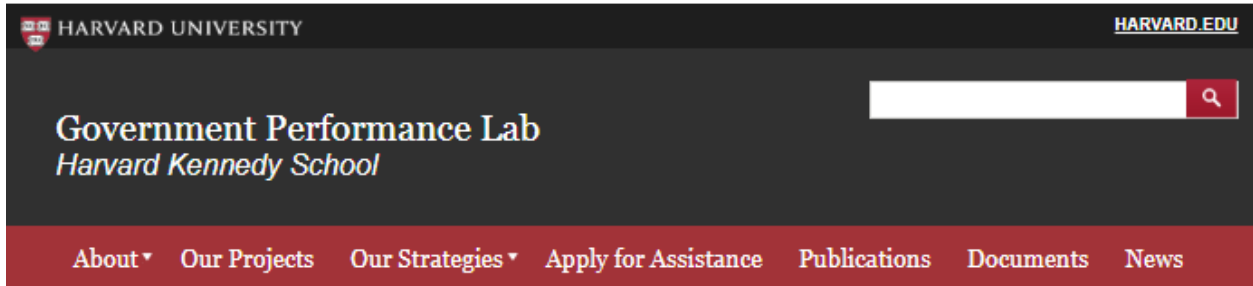 HARVARD UNIVERSITY
HARVARD.EDU
Government Performance Lab
Harvard Kennedy School
About Our Projects Our Strategies Apply for Assistance Publications Documents News